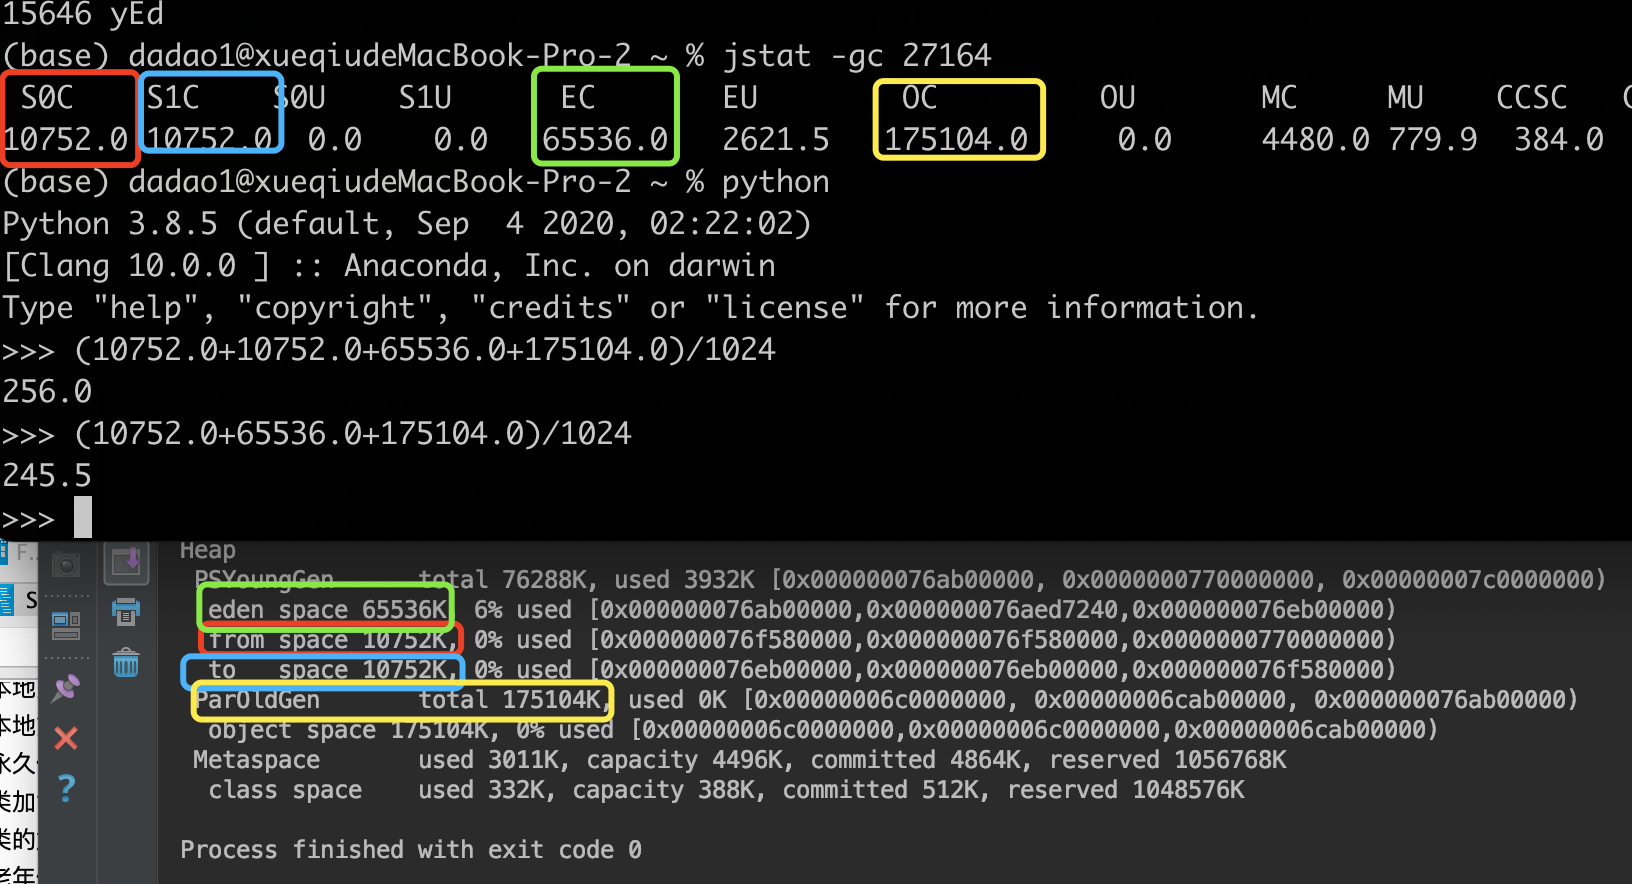 15646 yEd
(base) dadao1@xueqiudeMacBook-Pro-2 ~ % jstat -gc 27164
S0C S1C S0U S1U EC EU OC OU MC MU CCSC
10752.0 10752.0 0.0 0.0 65536.0 2621.5 175104.0 0.0 4480.0 779.9 384.0
(base) dadao1@xueqiudeMacBook-Pro-2 ~ % python
Python 3.8.5 (default, Sep  4 2020, 02:22:02)
[Clang 10.0.0 ] :: Anaconda, Inc. on darwin
Type "help", "copyright", "credits" or "license" for more information.
>>> (10752.0+10752.0+65536.0+175104.0)/1024
256.0
>>> (10752.0+65536.0+175104.0)/1024
245.5
>>>
F..
S
本地
本地
永久
类加
类的
老年
?
Heap
PSYoungGen total 76288K, used 3932K [0x000000076ab00000, 0x0000000770000000, 0x00000007c0000000)
eden space 65536K, 6% used [0x000000076ab00000,0x000000076aed7240,0x000000076eb00000)
from space 10752K, 0% used [0x000000076f580000,0x000000076f580000,0x0000000770000000)
to space 10752K, 0% used [0x000000076eb00000,0x000000076eb00000,0x000000076f580000)
ParOldGen total 175104K, used 0K [0x00000006c0000000, 0x00000006cab00000, 0x000000076ab00000)
object space 175104K, 0% used [0x00000006c0000000,0x00000006c0000000,0x00000006cab00000)
Metaspace used 3011K, capacity 4496K, committed 4864K, reserved 1056768K
class space used 332K, capacity 388K, committed 512K, reserved 1048576K
Process finished with exit code 0